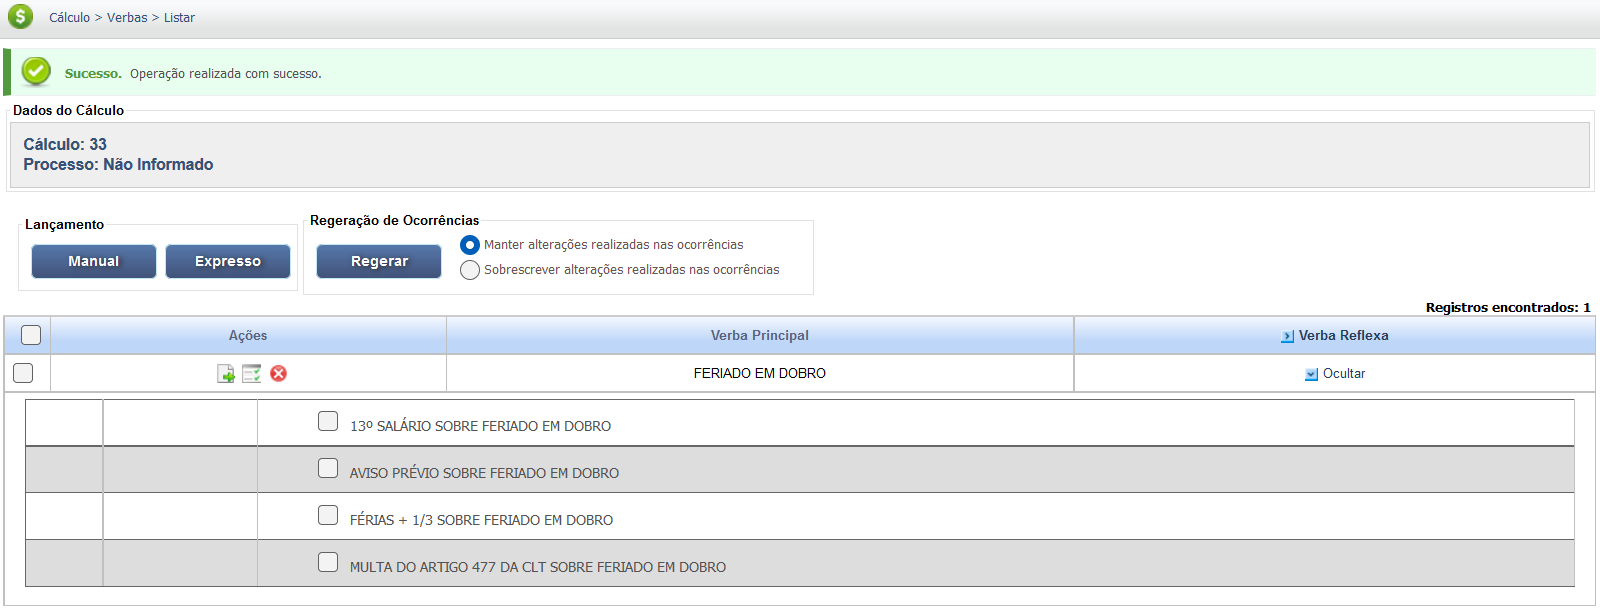 Cálculo > Verbas > Listar
Sucesso. Operação realizada com sucesso.
Dados do Cálculo
Cálculo: 33
Processo: Não Informado
Lançamento
Manual
Expresso
Regeração de Ocorrências
Regerar
Manter alterações realizadas nas ocorrências
Sobrescrever alterações realizadas nas ocorrências
Registros encontrados: 1
Ações
Verba Principal
Verba Reflexa
FERIADO EM DOBRO
Ocultar
13º SALÁRIO SOBRE FERIADO EM DOBRO
AVISO PRÉVIO SOBRE FERIADO EM DOBRO
FÉRIAS + 1/3 SOBRE FERIADO EM DOBRO
MULTA DO ARTIGO 477 DA CLT SOBRE FERIADO EM DOBRO